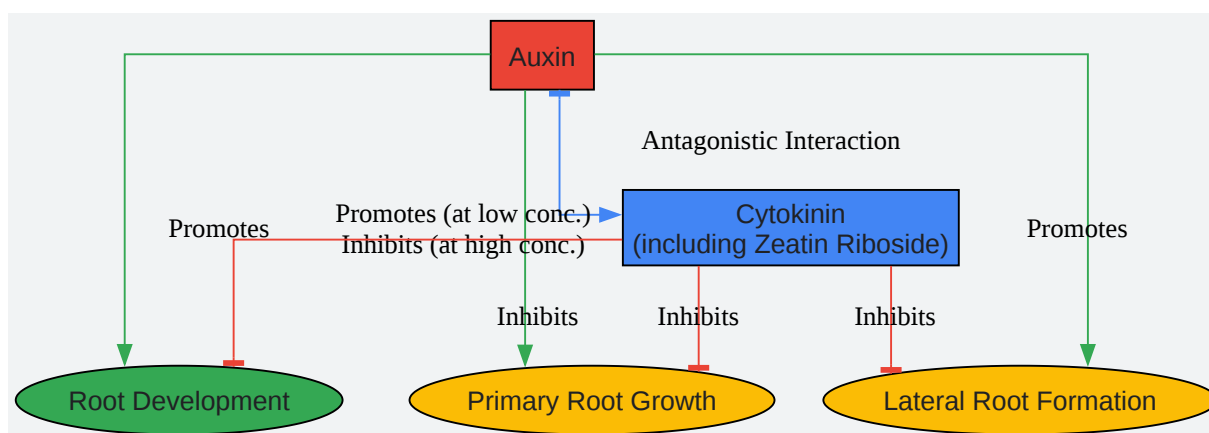 Auxin
Antagonistic Interaction
Promotes (at low conc.)
Inhibits (at high conc.)
Cytokinin
(including Zeatin Riboside)
Promotes
Promotes
Inhibits
Inhibits
Inhibits
Root Development
Primary Root Growth
Lateral Root Formation